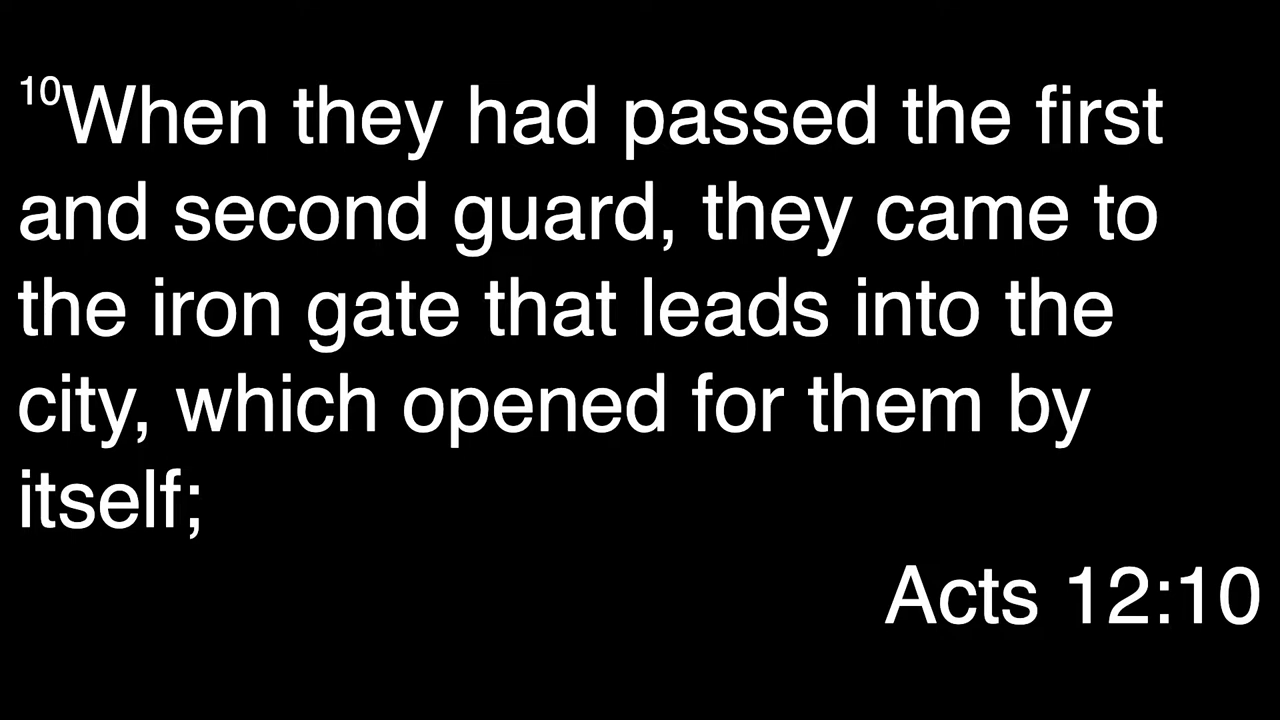 10When they had passed the first
and second guard, they came to
the iron gate that leads into the
city, which opened for them by
itself;
Acts 12:10